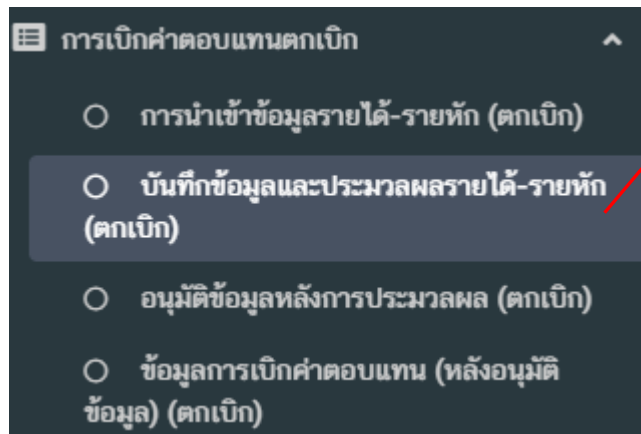 การเบิกค่าตอบแทนตกเบิก
การนำเข้าข้อมูลรายได้-รายหัก (ตกเบิก)
บันทึกข้อมูลและประมวลผลรายได้-รายหัก
(ตกเบิก)
อนุมัติข้อมูลหลังการประมวลผล (ตกเบิก)
ข้อมูลการเบิกค่าตอบแทน (หลังอนุมัติ
ข้อมูล) (ตกเบิก)